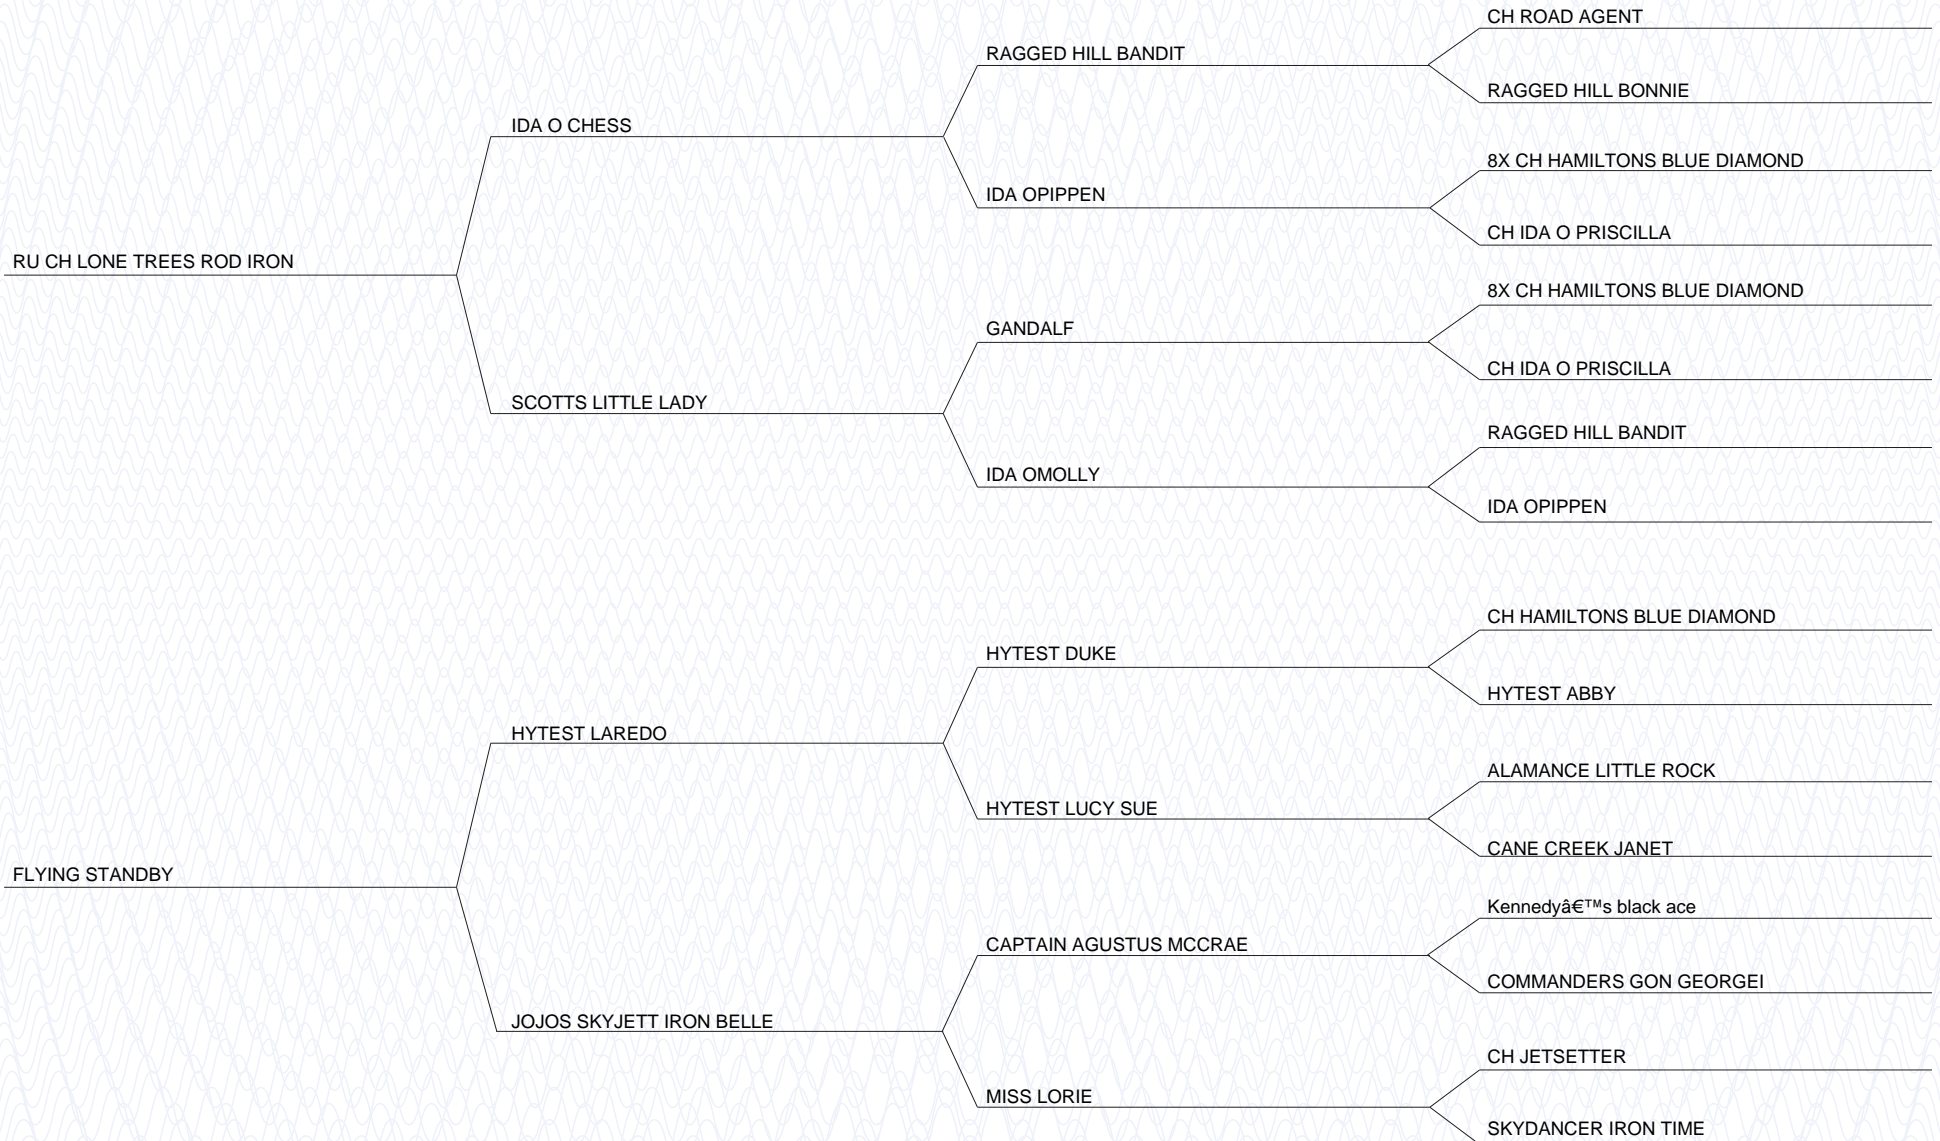 CH ROAD AGENT
RAGGED HILL BANDIT
RAGGED HILL BONNIE
IDA O CHESS
8X CH HAMILTONS BLUE DIAMOND
IDA OPIPPEN
CH IDA O PRISCILLA
RU CH LONE TREES ROD IRON
8X CH HAMILTONS BLUE DIAMOND
GANDALF
CH IDA O PRISCILLA
SCOTTS LITTLE LADY
RAGGED HILL BANDIT
IDA OMOLLY
IDA OPIPPEN
CH HAMILTONS BLUE DIAMOND
HYTEST DUKE
HYTEST ABBY
HYTEST LAREDO
ALAMANCE LITTLE ROCK
HYTEST LUCY SUE
CANE CREEK JANET
FLYING STANDBY
Kennedyâ€™s black ace
CAPTAIN AGUSTUS MCCRAE
COMMANDERS GON GEORGEI
JOJOS SKYJETT IRON BELLE
CH JETSETTER
MISS LORIE
SKYDANCER IRON TIME